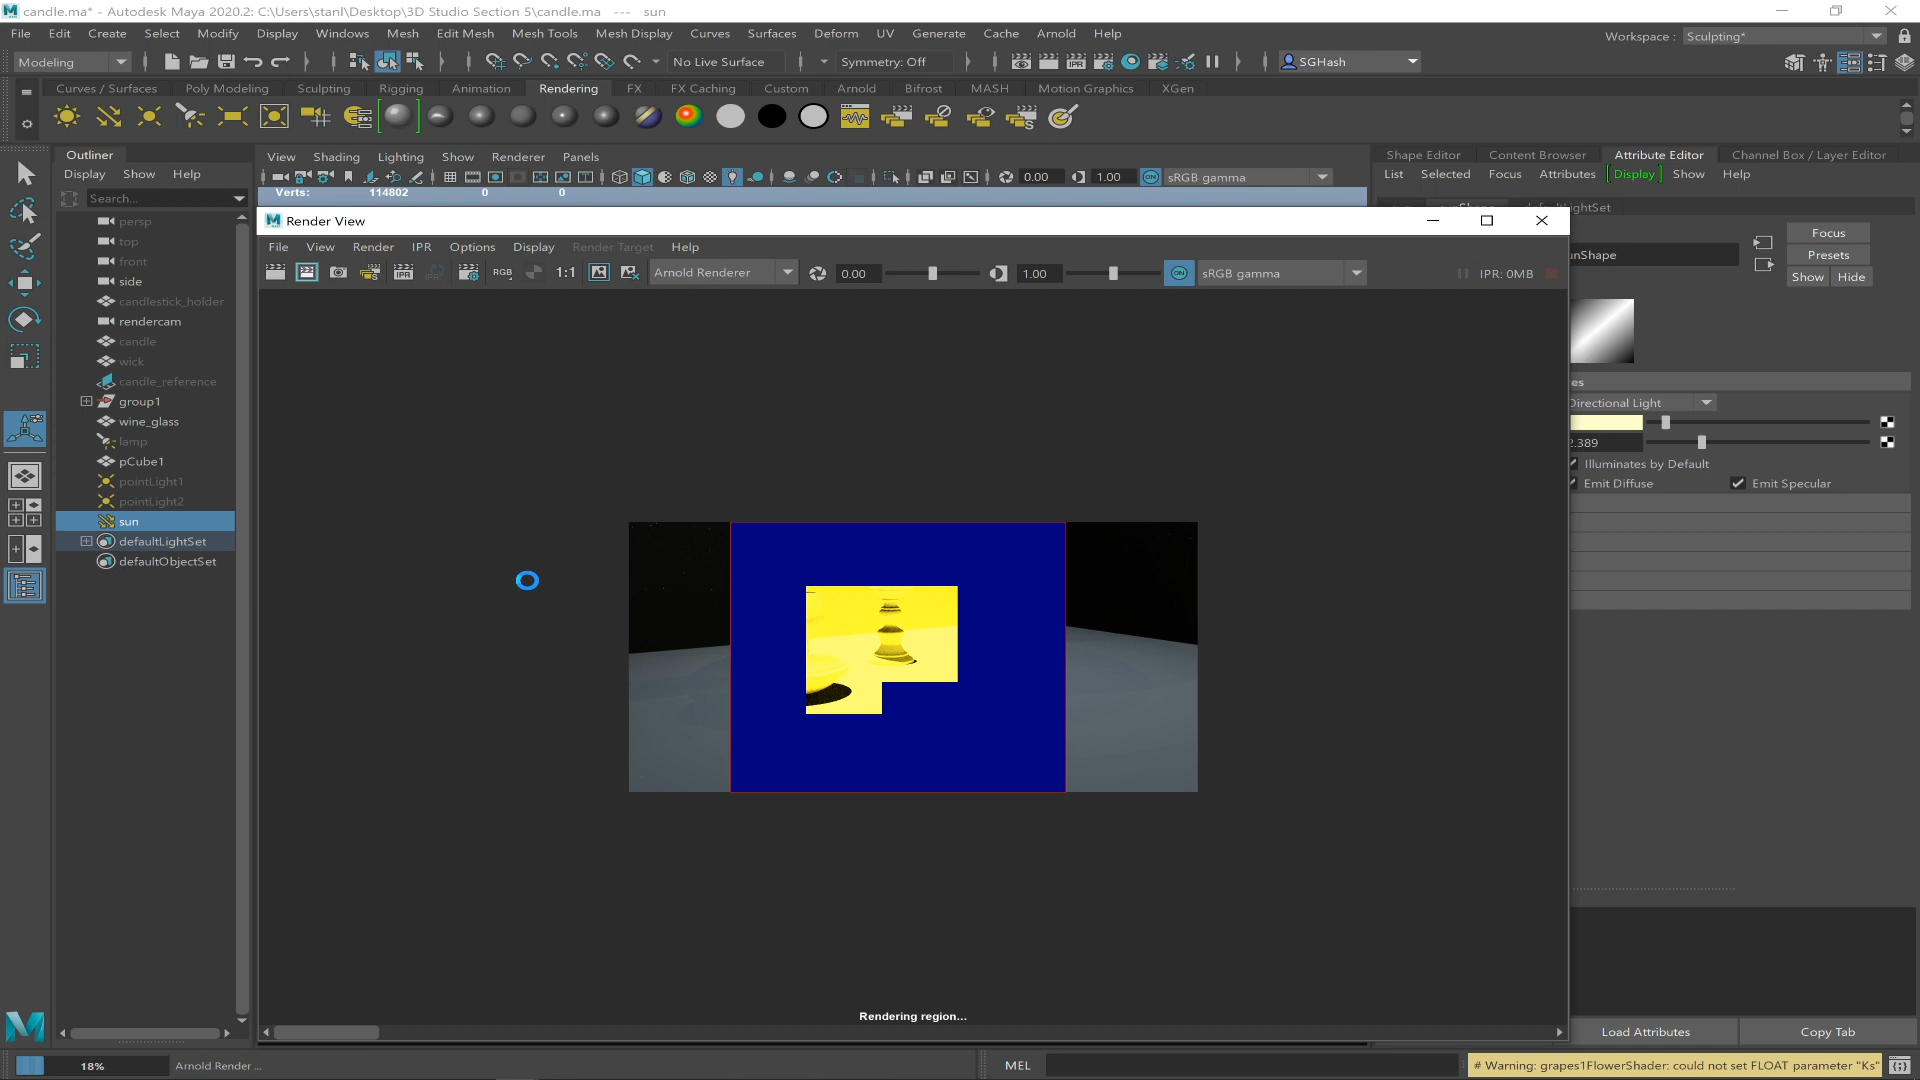 candle.ma* - Autodesk Maya 2020.2: C:\Users\stanl\Desktop\3D Studio Section 5\candle.ma --- sun
File Edit Create Select Modify Display Windows Mesh Edit Mesh Mesh Tools Mesh Display Curves Surfaces Deform UV Generate Cache Arnold Help
Workspace : Sculpting*
Modeling No Live Surface Symmetry: Off IPR SGHash
Curves / Surfaces Poly Modeling Sculpting Rigging Rendering Animation FX FX Caching Custom Arnold Bifrost MASH Motion Graphics XGen
Outliner
Display Show Help
Search...
persp
top
front
side
candlestick_holder
rendercam
candle
wick
candle_reference
group1
wine_glass
lamp
pCube1
pointLight1
pointLight2
sun
defaultLightSet
defaultObjectSet
View Shading Lighting Show Renderer Panels
0.00 1.00 ON sRGB gamma
Verts: 114802 0 0
Render View
File View Render IPR Options Display Render Target Help
IPR RGB 1:1 Arnold Renderer 0.00 1.00 ON sRGB gamma IPR: 0MB
Rendering region...
Shape Editor Content Browser Attribute Editor Channel Box / Layer Editor
List Selected Focus Attributes Display Show Help
Focus
unShape Presets
Show Hide
es
Directional Light
2.389
Illuminates by Default
Emit Diffuse Emit Specular
Load Attributes Copy Tab
18% Arnold Render ... MEL # Warning: grapes1FlowerShader: could not set FLOAT parameter "Ks"